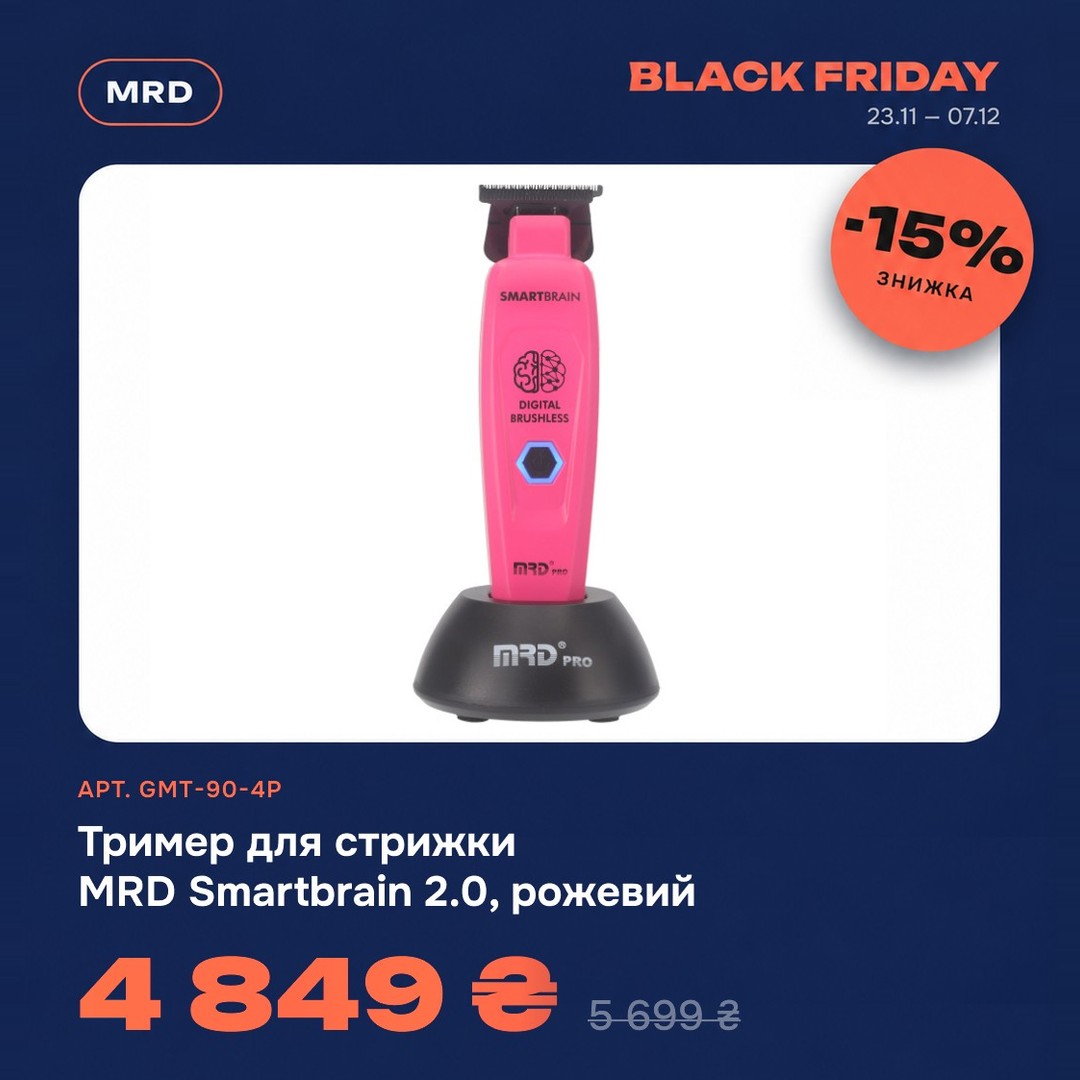 MRD
BLACK FRIDAY
23.11 – 07.12
-15%
ЗНИЖКА
SMARTBRAIN
DIGITAL
BRUSHLESS
MRD® PRO
MRD® PRO
АРТ. GMT-90-4P
Тример для стрижки
MRD Smartbrain 2.0, рожевий
4 849 ₴
5 699 ₴